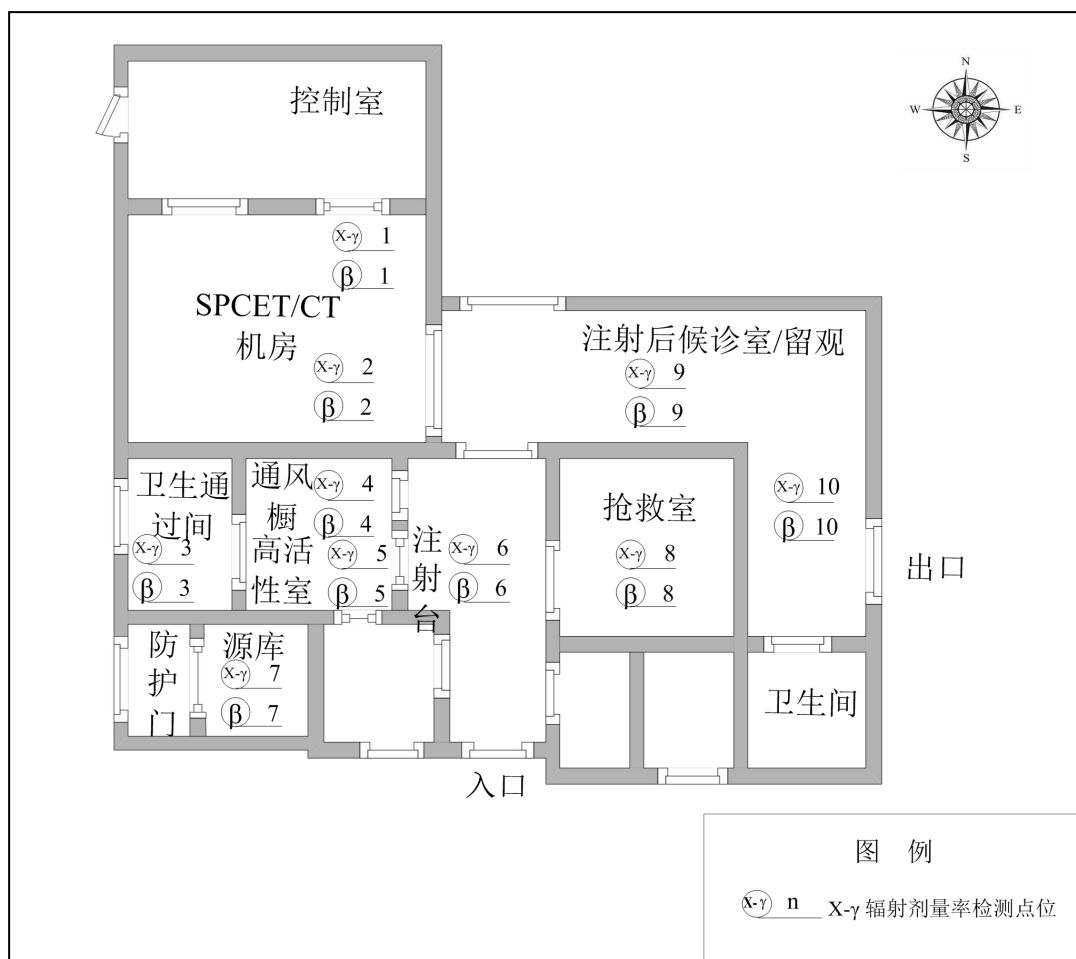 控制室
N
W
E
S
X-γ 1
β 1
SPCET/CT
机房
X-γ 2
β 2
注射后候诊室/留观
X-γ 9
β 9
卫生通
过间
X-γ 3
β 3
通风
橱
X-γ 4
β 4
高活
性室
X-γ 5
β 5
注
射
台
X-γ 6
β 6
抢救室
X-γ 8
β 8
X-γ 10
β 10
出口
防
护
门
源库
X-γ 7
β 7
卫生间
入口
图 例
X-γ n X-γ 辐射剂量率检测点位